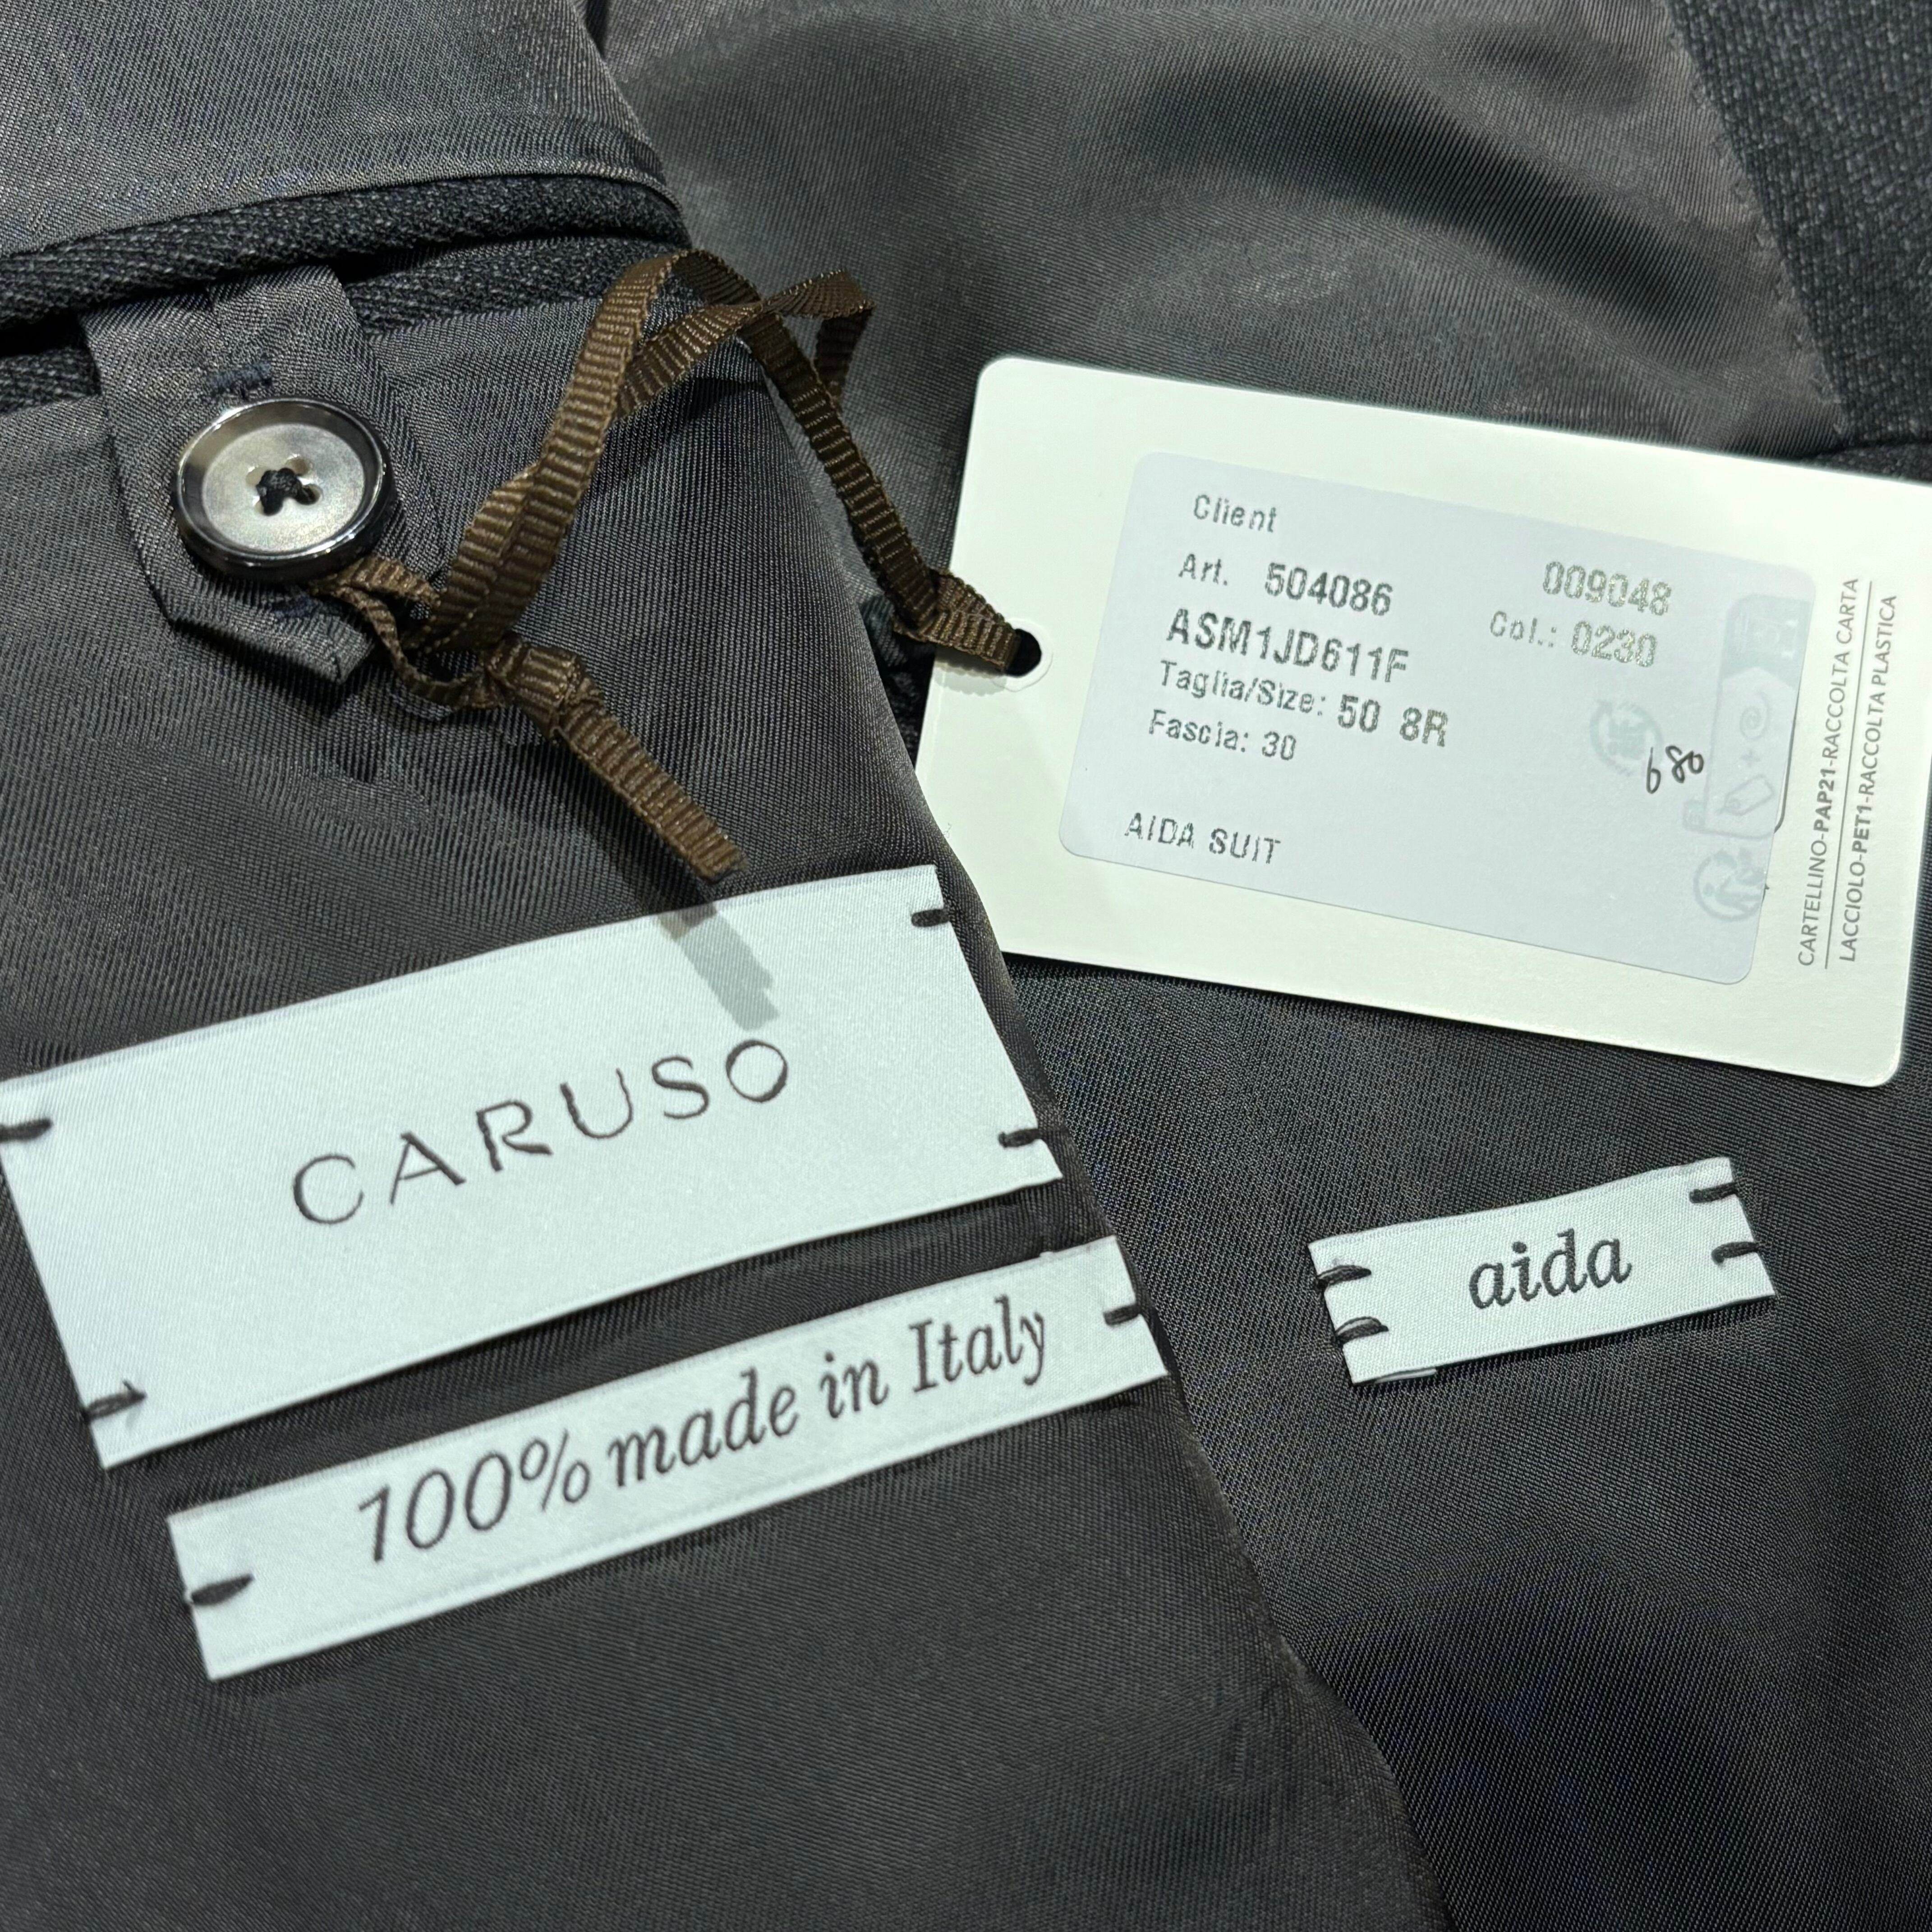 Client
Art. 504086 009048
ASM1JD611F Col.: 0230
Taglia/Size: 50 8R
Fascia: 30
689
AIDA SUIT
CARTELLINO-PAP21-RACCOLTA CARTA
LACCIOLO-PET1-RACCOLTA PLASTICA
CARUSO
100% made in Italy
aida